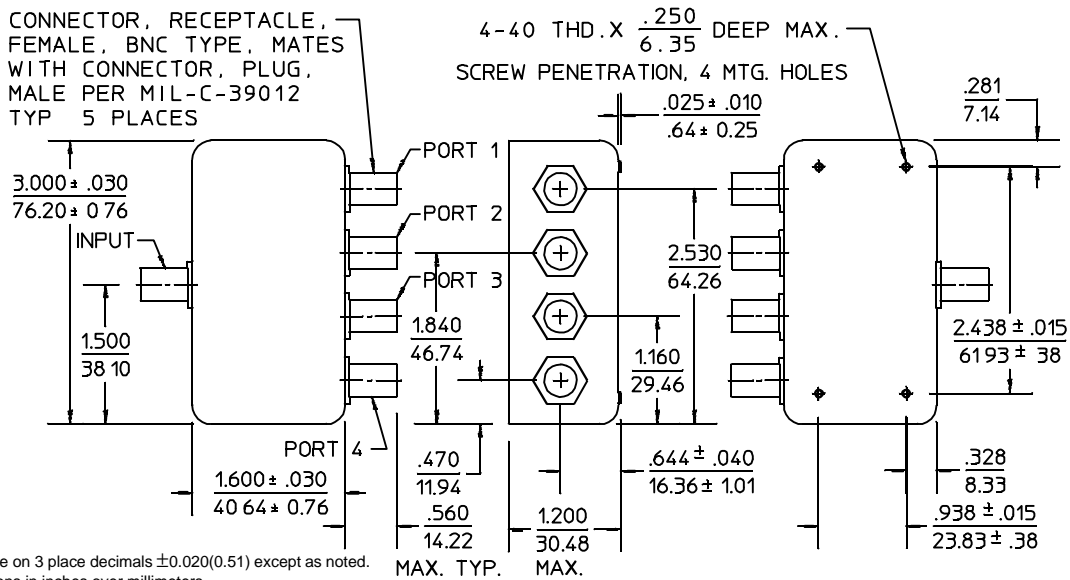 CONNECTOR, RECEPTACLE,
FEMALE, BNC TYPE, MATES
WITH CONNECTOR, PLUG,
MALE PER MIL-C-39012
TYP 5 PLACES
4-40 THD. X .250 DEEP MAX.
6.35
SCREW PENETRATION, 4 MTG. HOLES
.025± .010
.64± 0.25
.281
7.14
3.000± .030
76.20± 0 76
INPUT
1.500
38 10
PORT 1
PORT 2
PORT 3
PORT 4
1.840
46.74
2.530
64.26
1.160
29.46
2.438 ± .015
6193 ± 38
1.600± .030
40 64± 0.76
.470
11.94
.560
14.22
MAX. TYP.
.644 ± .040
16.36± 1.01
1.200
30.48
MAX.
.328
8.33
.938 ± .015
23.83± .38
e on 3 place decimals ±0.020(0.51) except as noted.